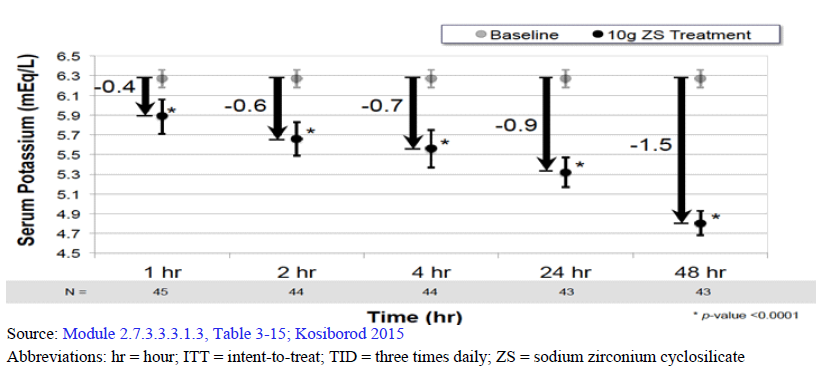 Baseline 10g ZS Treatment
Serum Potassium (mEq/L)
6.5
6.3
6.1
5.9
5.7
5.5
5.3
5.1
4.9
4.7
4.5
-0.4
*
-0.6
*
-0.7
*
-0.9
*
-1.5
*
1 hr 2 hr 4 hr 24 hr 48 hr
N = 45 44 44 43 43
Time (hr)
* p-value <0.0001
Source: Module 2.7.3.3.3.1.3, Table 3-15; Kosiborod 2015
Abbreviations: hr = hour; ITT = intent-to-treat; TID = three times daily; ZS = sodium zirconium cyclosilicate